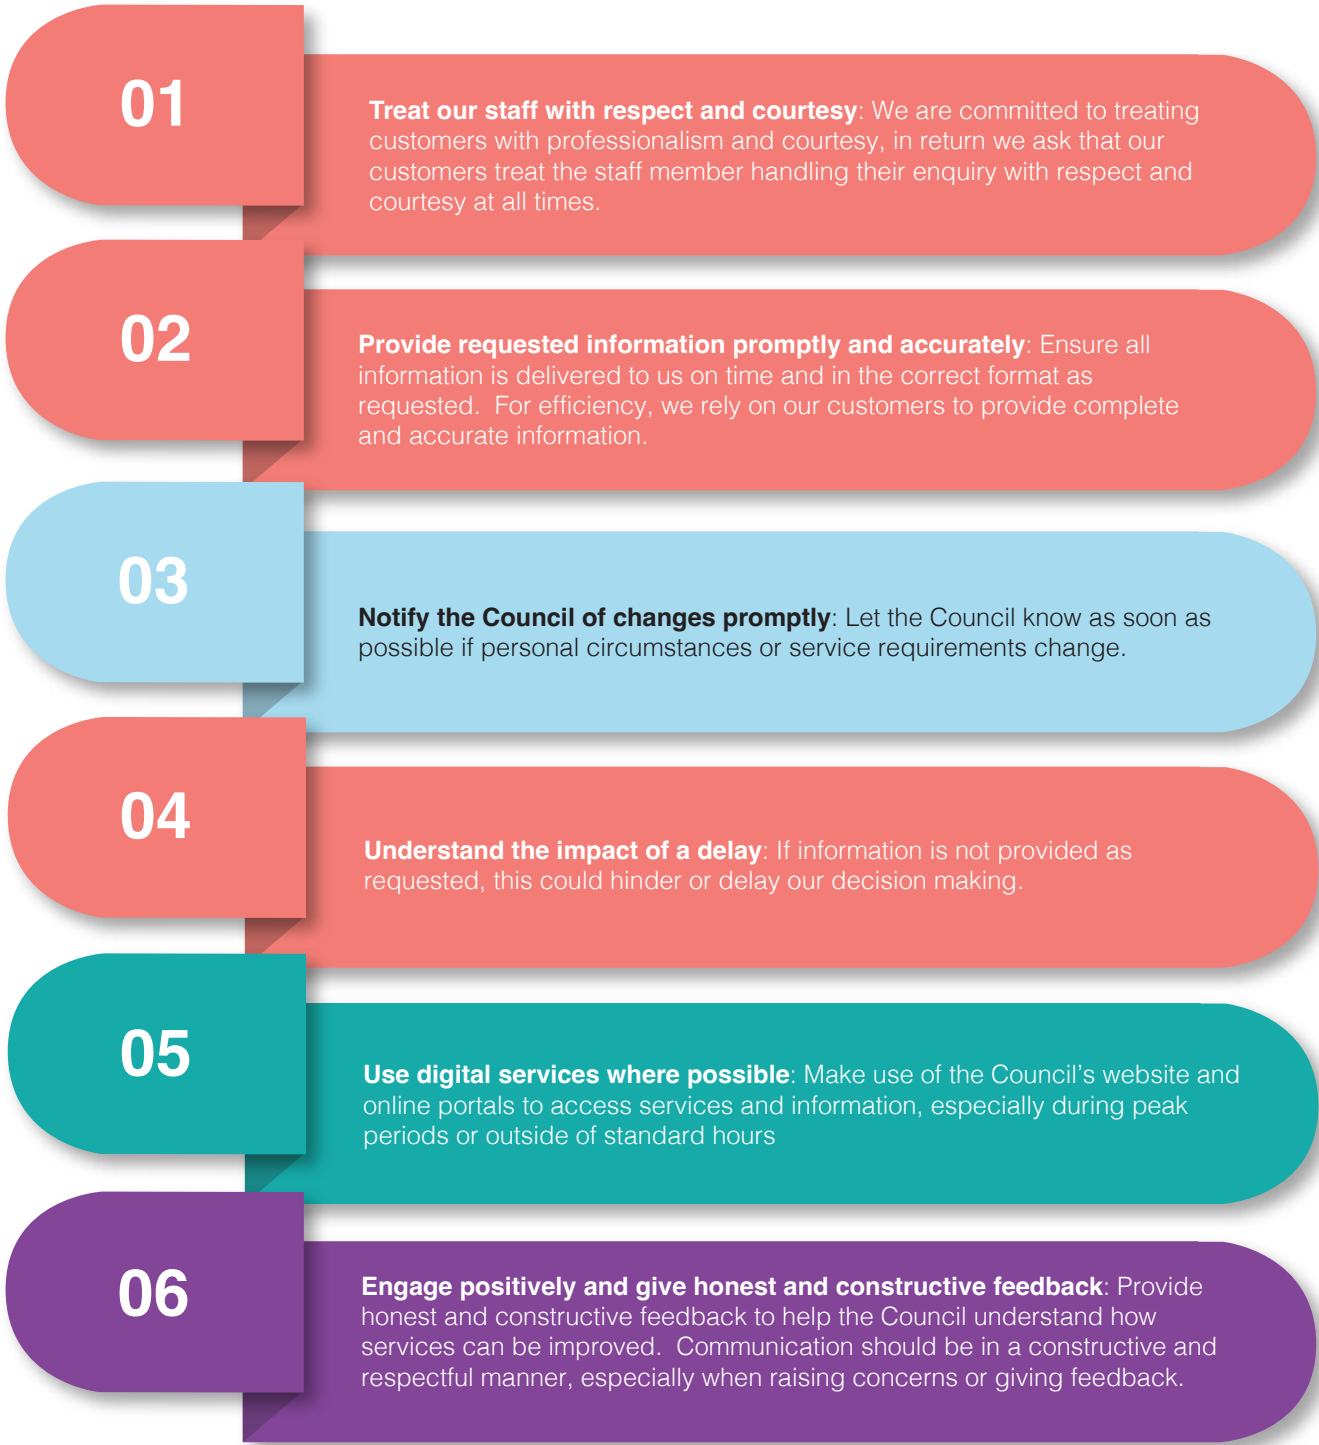 01
Treat our staff with respect and courtesy: We are committed to treating
customers with professionalism and courtesy, in return we ask that our
customers treat the staff member handling their enquiry with respect and
courtesy at all times.
02
Provide requested information promptly and accurately: Ensure all
information is delivered to us on time and in the correct format as
requested.  For efficiency, we rely on our customers to provide complete
and accurate information.
03
Notify the Council of changes promptly: Let the Council know as soon as
possible if personal circumstances or service requirements change.
04
Understand the impact of a delay: If information is not provided as
requested, this could hinder or delay our decision making.
05
Use digital services where possible: Make use of the Council’s website and
online portals to access services and information, especially during peak
periods or outside of standard hours
06
Engage positively and give honest and constructive feedback: Provide
honest and constructive feedback to help the Council understand how
services can be improved.  Communication should be in a constructive and
respectful manner, especially when raising concerns or giving feedback.